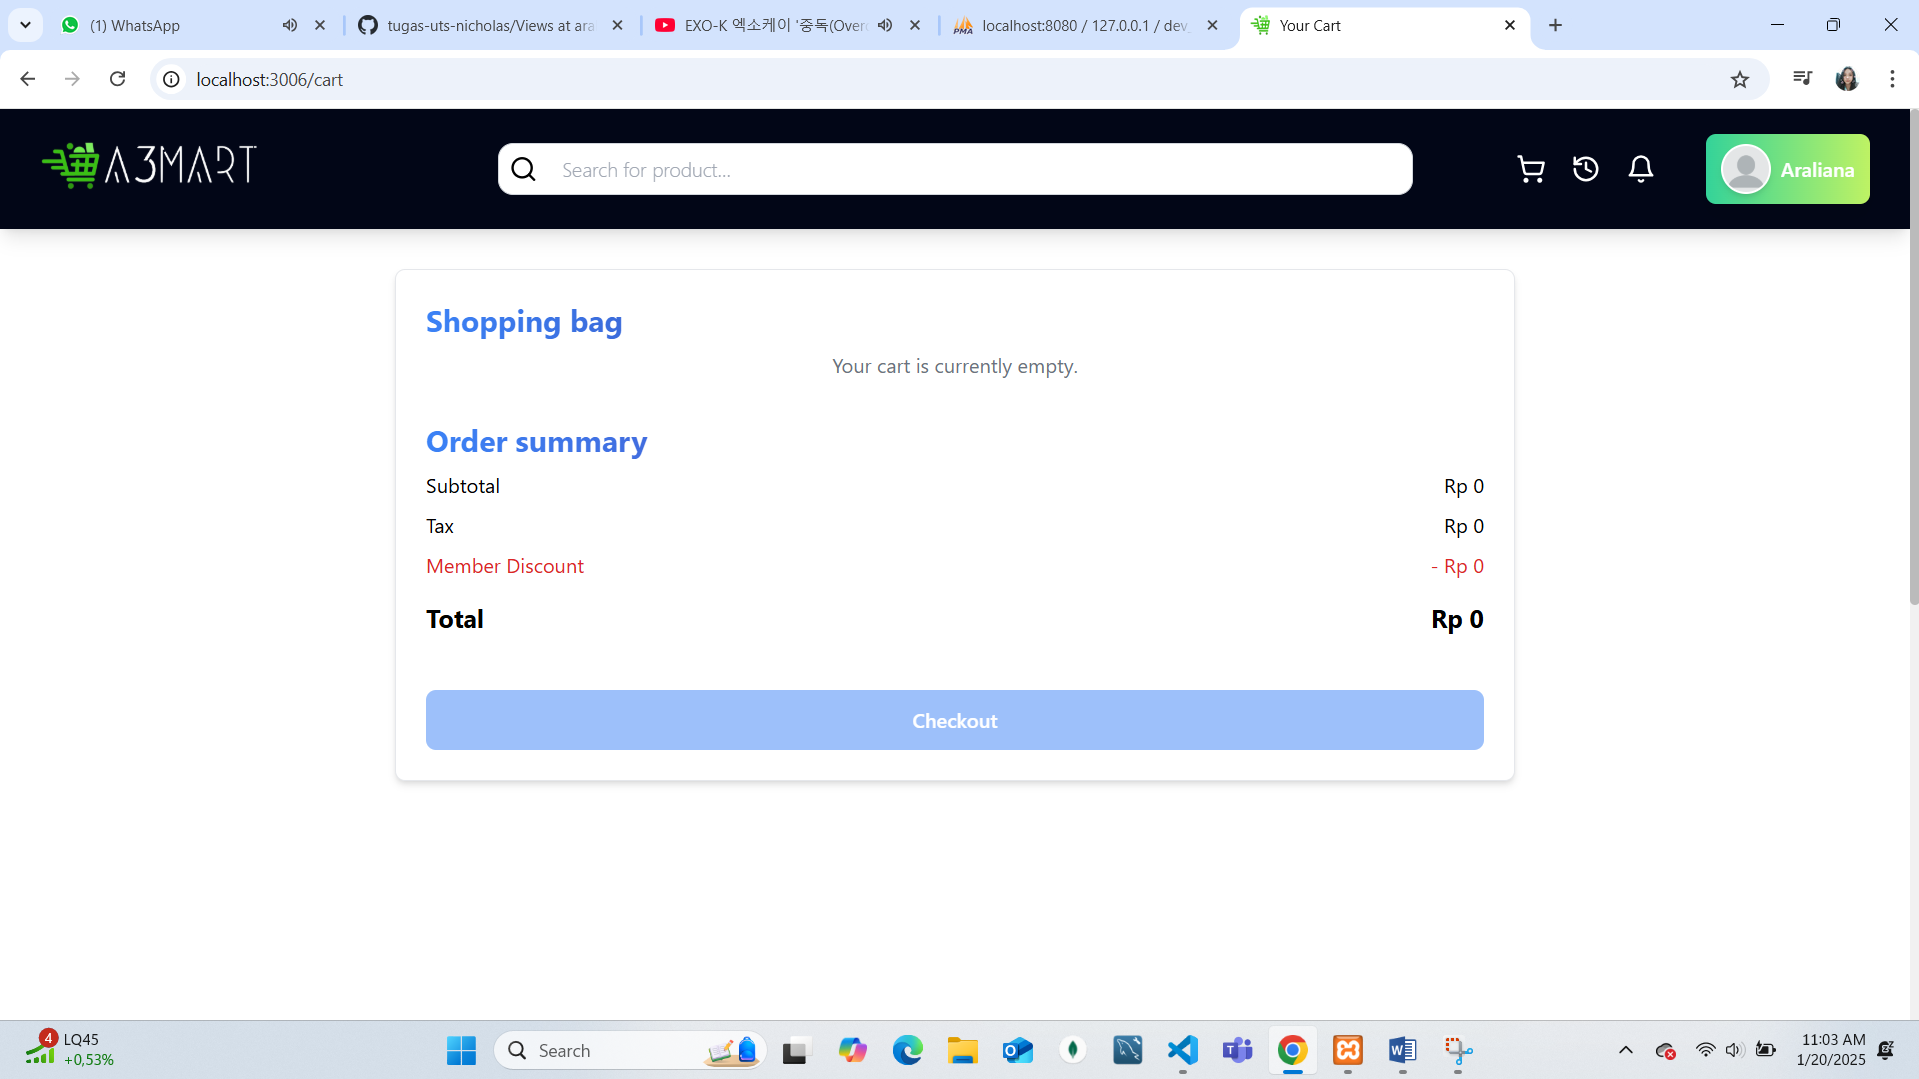 (1) WhatsApp
tugas-uts-nicholas/Views at ara
EXO-K 엑소케이 '중독(Over
localhost:8080 / 127.0.0.1 / dev_
Your Cart
localhost:3006/cart
A3MART
Search for product...
Araliana
Shopping bag
Your cart is currently empty.
Order summary
Subtotal Rp 0
Tax Rp 0
Member Discount - Rp 0
Total Rp 0
Checkout
4
LQ45
+0,53%
Search
11:03 AM
1/20/2025